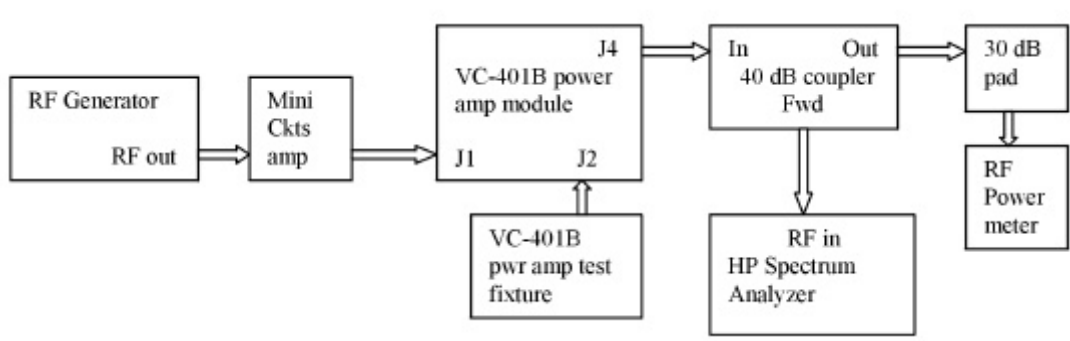 RF Generator
RF out
Mini
Ckts
amp
J4
VC-401B power
amp module
J1 J2
VC-401B
pwr amp test
fixture
In Out
40 dB coupler
Fwd
RF in
HP Spectrum
Analyzer
30 dB
pad
RF
Power
meter